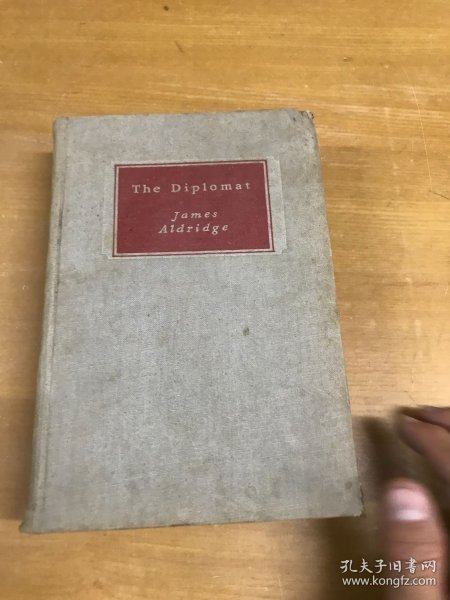 The Diplomat
James
Aldridge
孔夫子旧书网
www.kongfz.com